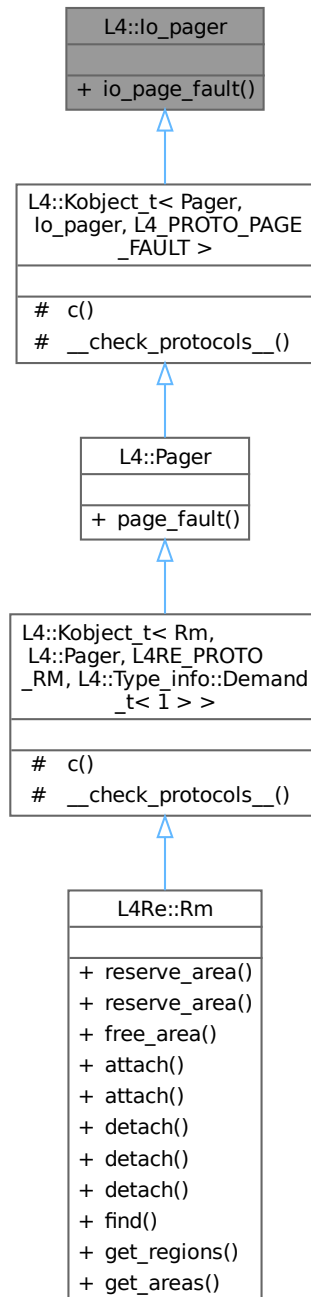 L4::Io_pager
+ io_page_fault()
L4::Kobject_t< Pager,
Io_pager, L4_PROTO_PAGE
_FAULT >
# c()
# __check_protocols__()
L4::Pager
+ page_fault()
L4::Kobject_t< Rm,
L4::Pager, L4RE_PROTO
_RM, L4::Type_info::Demand
_t< 1 > >
# c()
# __check_protocols__()
L4Re::Rm
+ reserve_area()
+ reserve_area()
+ free_area()
+ attach()
+ attach()
+ detach()
+ detach()
+ detach()
+ find()
+ get_regions()
+ get_areas()